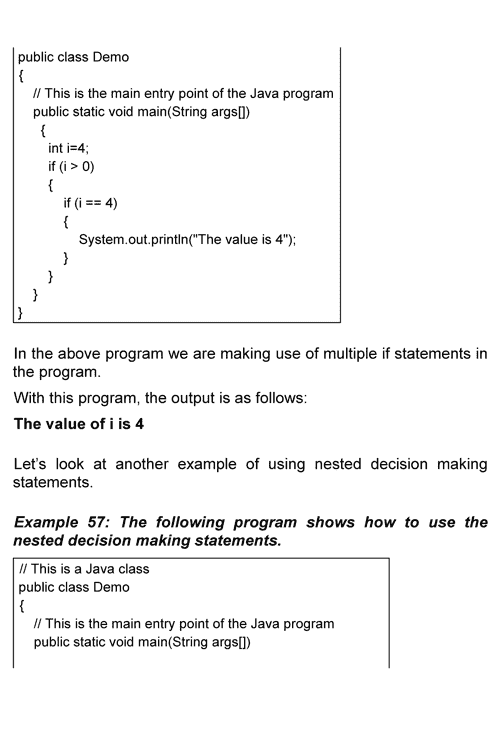 public class Demo
{
// This is the main entry point of the Java program
public static void main(String args[])
{
int i=4;
if (i > 0)
{
if (i == 4)
{
System.out.println("The value is 4");
}
}
}
}
In the above program we are making use of multiple if statements in
the program.
With this program, the output is as follows:
The value of i is 4
Let's look at another example of using nested decision making
statements.
Example 57: The following program shows how to use the
nested decision making statements.
// This is a Java class
public class Demo
{
// This is the main entry point of the Java program
public static void main(String args[])